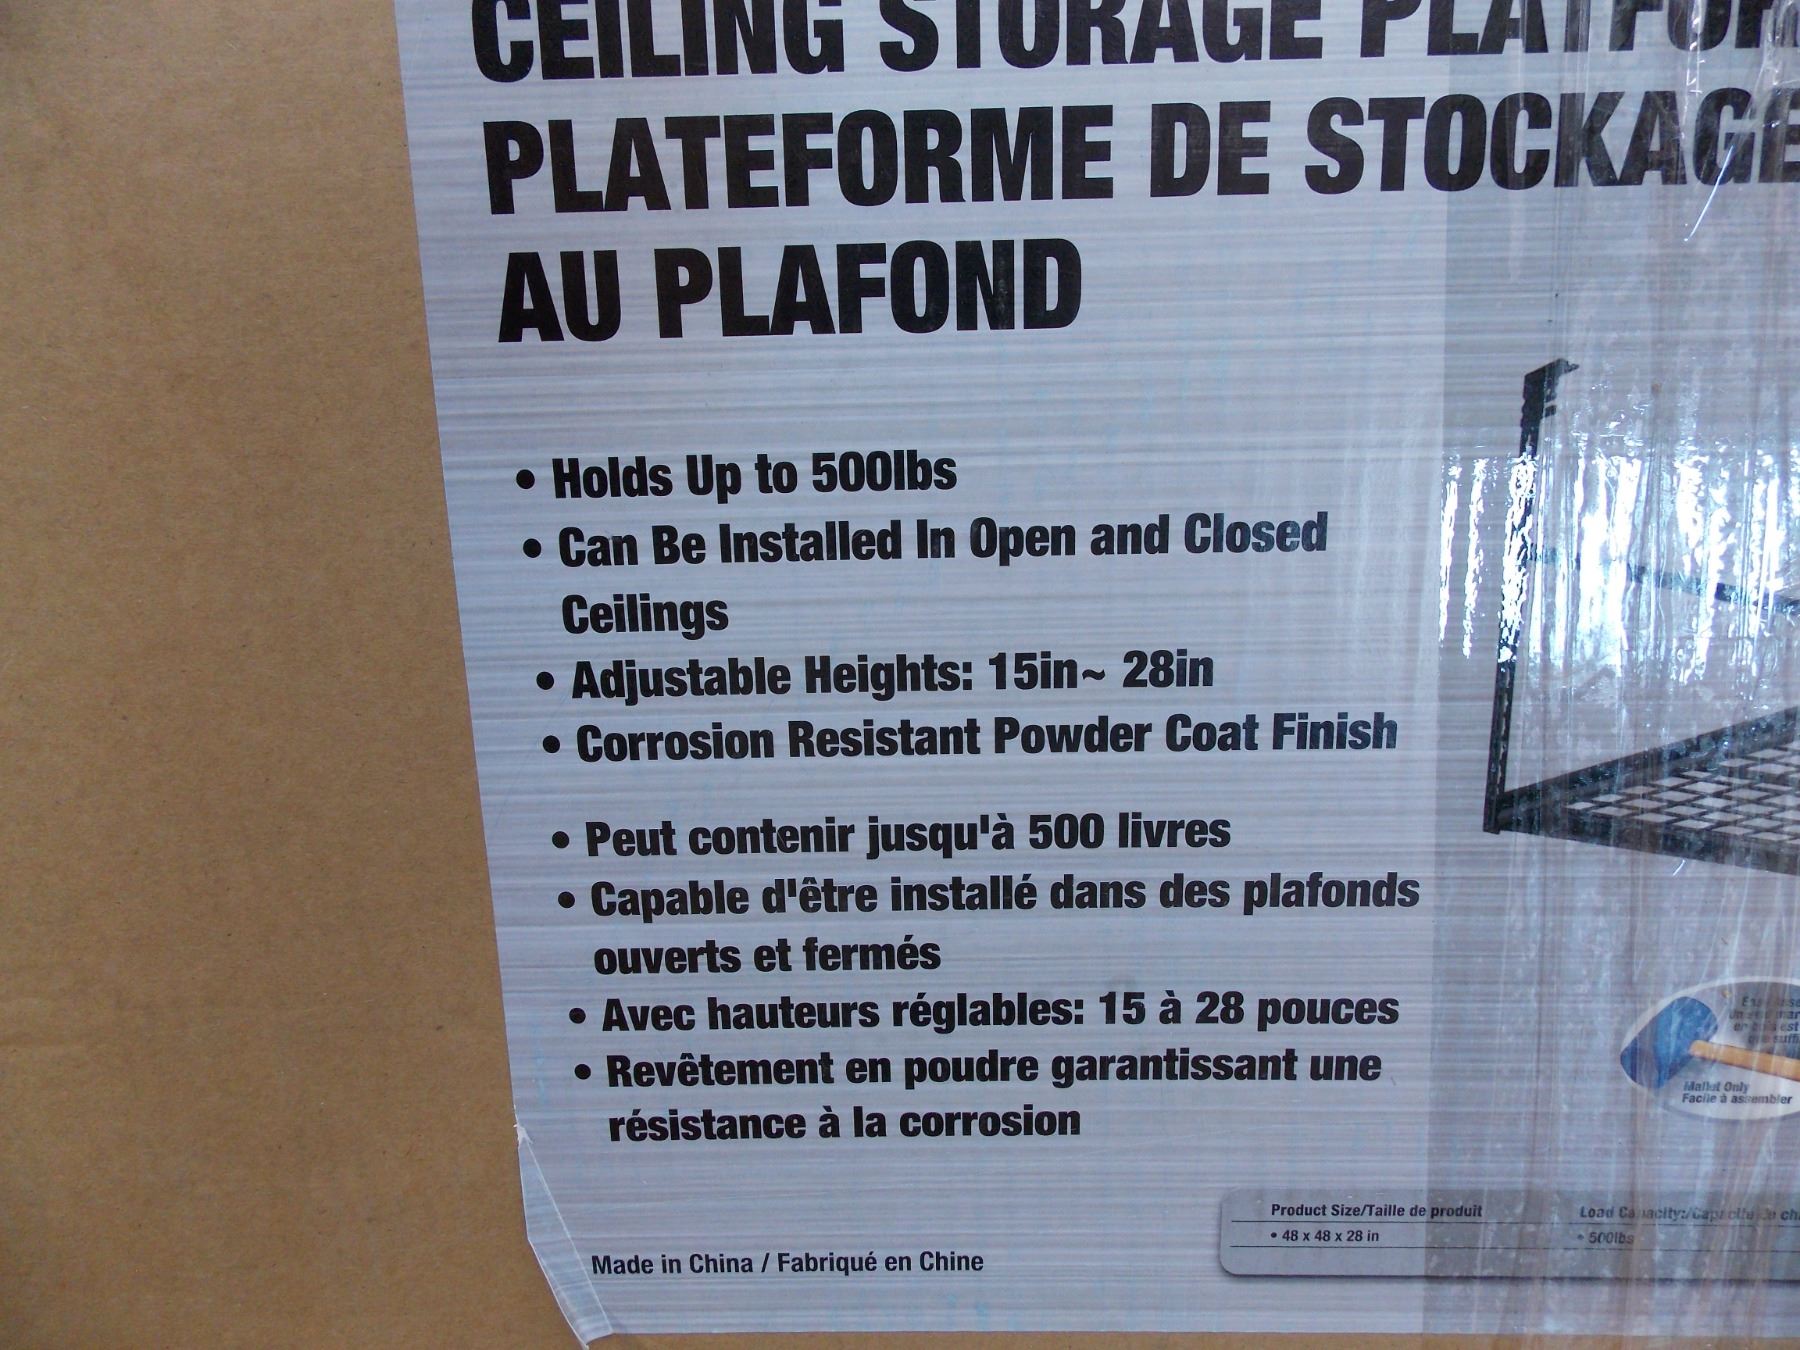 CEILING STORAGE
PLATEFORME DE STOCKAGE
AU PLAFOND
• Holds Up to 500lbs
• Can Be Installed In Open and Closed
Ceilings
• Adjustable Heights: 15in~ 28in
• Corrosion Resistant Powder Coat Finish
• Peut contenir jusqu'à 500 livres
• Capable d'être installé dans des plafonds
ouverts et fermés
• Avec hauteurs réglables: 15 à 28 pouces
• Revêtement en poudre garantissant une
résistance à la corrosion
Mallet Only
Facile à assembler
Product Size/Taille de produit
• 48 x 48 x 28 in
Load Capacity:/Capacité de
• 500lbs
Made in China / Fabriqué en Chine